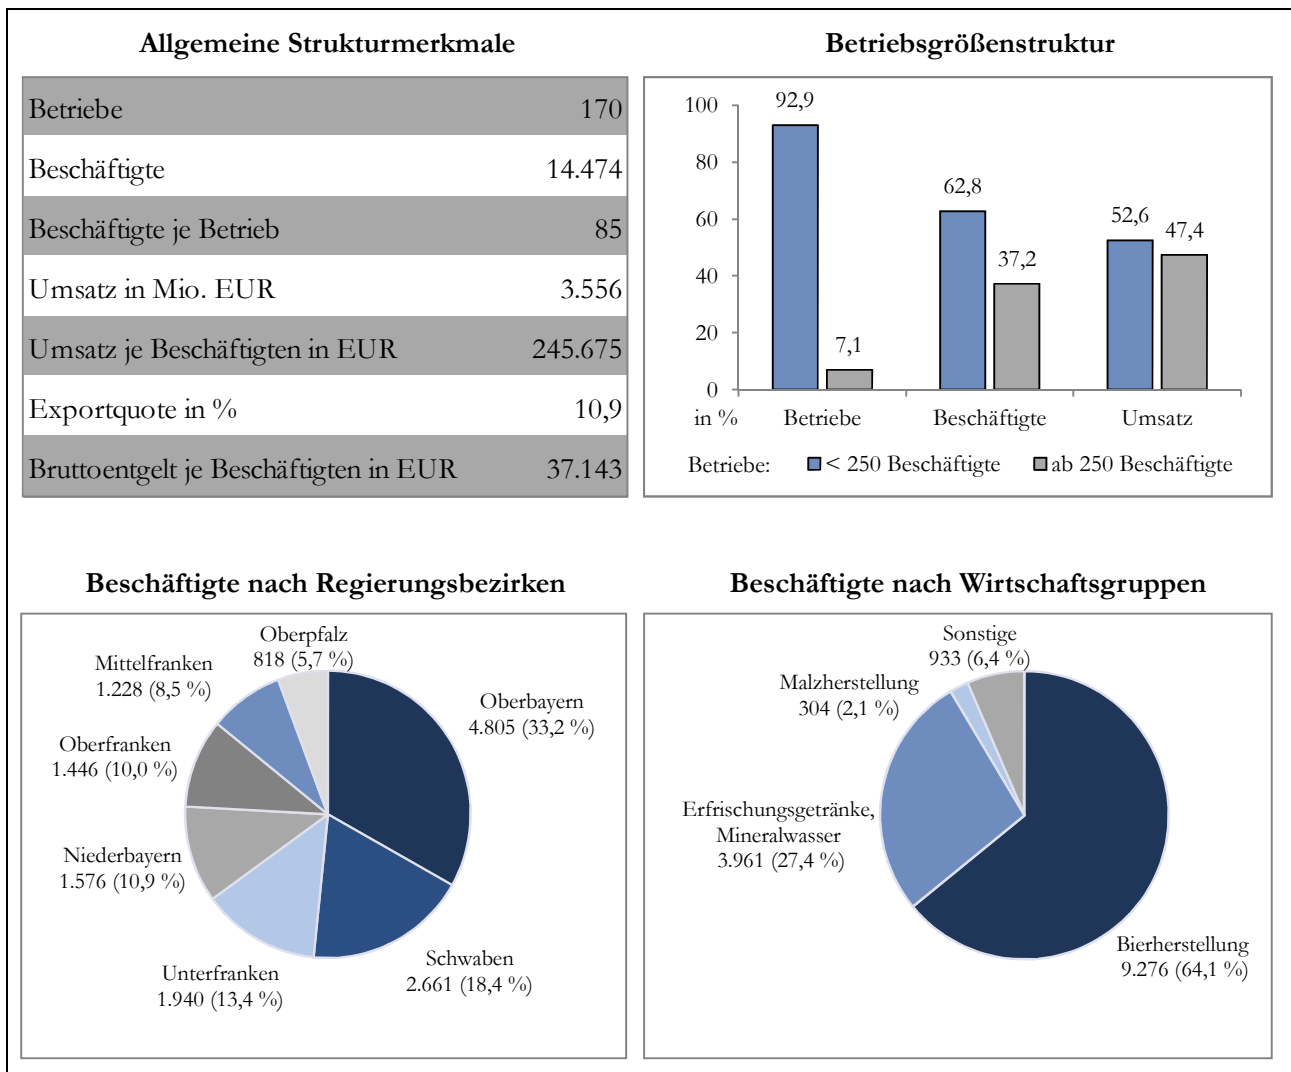 Allgemeine Strukturmerkmale
Betriebe 170
Beschäftigte 14.474
Beschäftigte je Betrieb 85
Umsatz in Mio. EUR 3.556
Umsatz je Beschäftigten in EUR 245.675
Exportquote in % 10,9
Bruttoentgelt je Beschäftigten in EUR 37.143
Betriebsgrößenstruktur
100
80
60
40
20
0
92,9
7,1
62,8
37,2
52,6
47,4
in % Betriebe Beschäftigte Umsatz
Betriebe: < 250 Beschäftigte ab 250 Beschäftigte
Beschäftigte nach Regierungsbezirken
Oberpfalz
818 (5,7 %)
Mittelfranken
1.228 (8,5 %)
Oberbayern
4.805 (33,2 %)
Oberfranken
1.446 (10,0 %)
Niederbayern
1.576 (10,9 %)
Schwaben
2.661 (18,4 %)
Unterfranken
1.940 (13,4 %)
Beschäftigte nach Wirtschaftsgruppen
Sonstige
933 (6,4 %)
Malzherstellung
304 (2,1 %)
Erfrischungsgetränke,
Mineralwasser
3.961 (27,4 %)
Bierherstellung
9.276 (64,1 %)